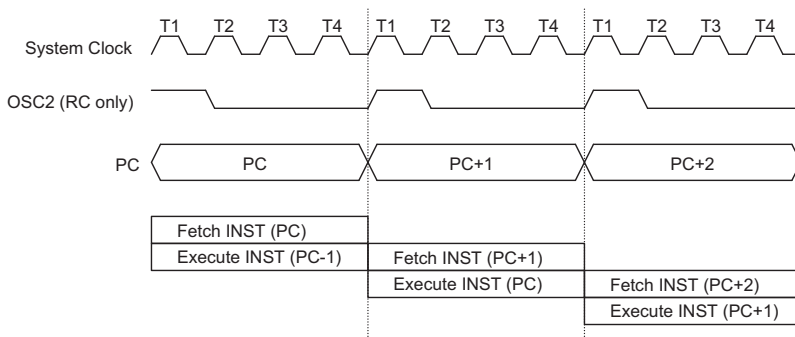 T1 T2 T3 T4 T1 T2 T3 T4 T1 T2 T3 T4
System Clock
OSC2 (RC only)
PC PC PC+1 PC+2
Fetch INST (PC)
Execute INST (PC-1) Fetch INST (PC+1)
Execute INST (PC) Fetch INST (PC+2)
Execute INST (PC+1)